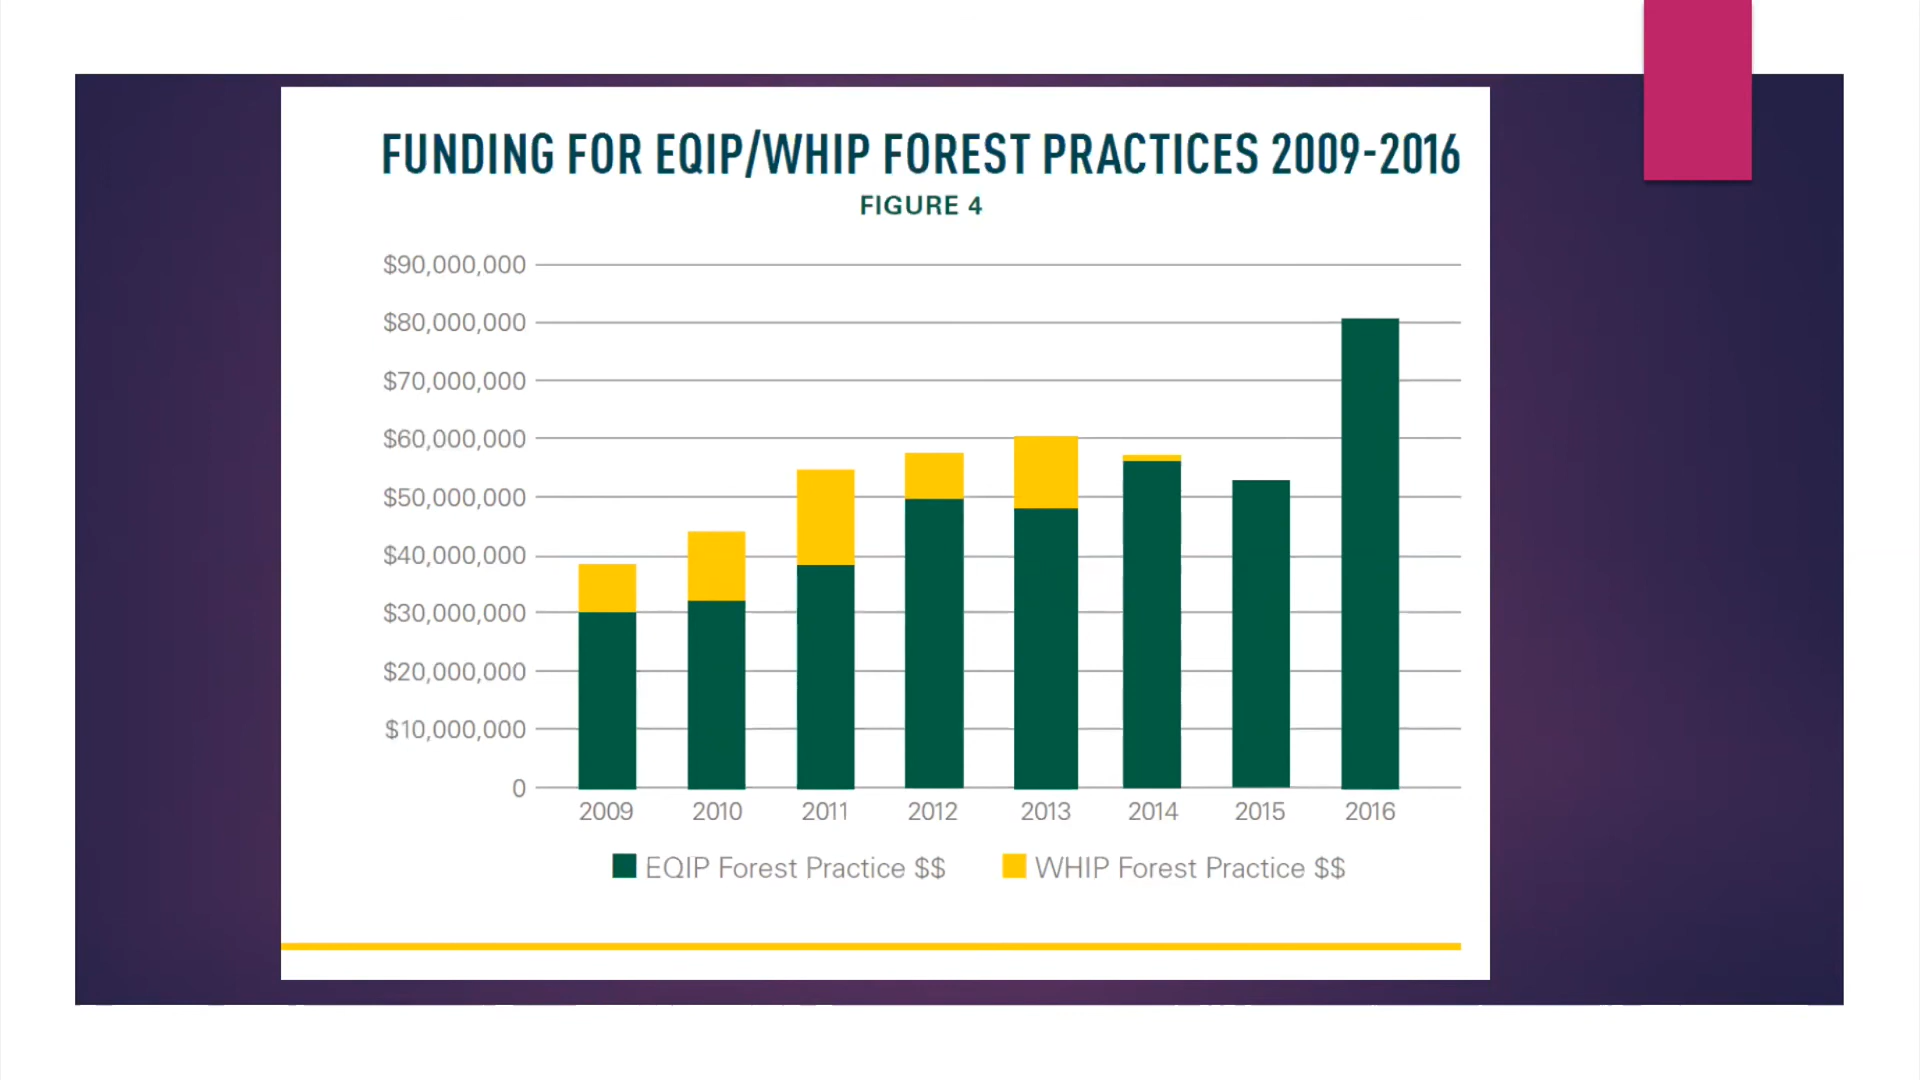 FUNDING FOR EQIP/WHIP FOREST PRACTICES 2009-2016
FIGURE 4
$90,000,000
$80,000,000
$70,000,000
$60,000,000
$50,000,000
$40,000,000
$30,000,000
$20,000,000
$10,000,000
0
2009 2010 2011 2012 2013 2014 2015 2016
EQIP Forest Practice $$ WHIP Forest Practice $$